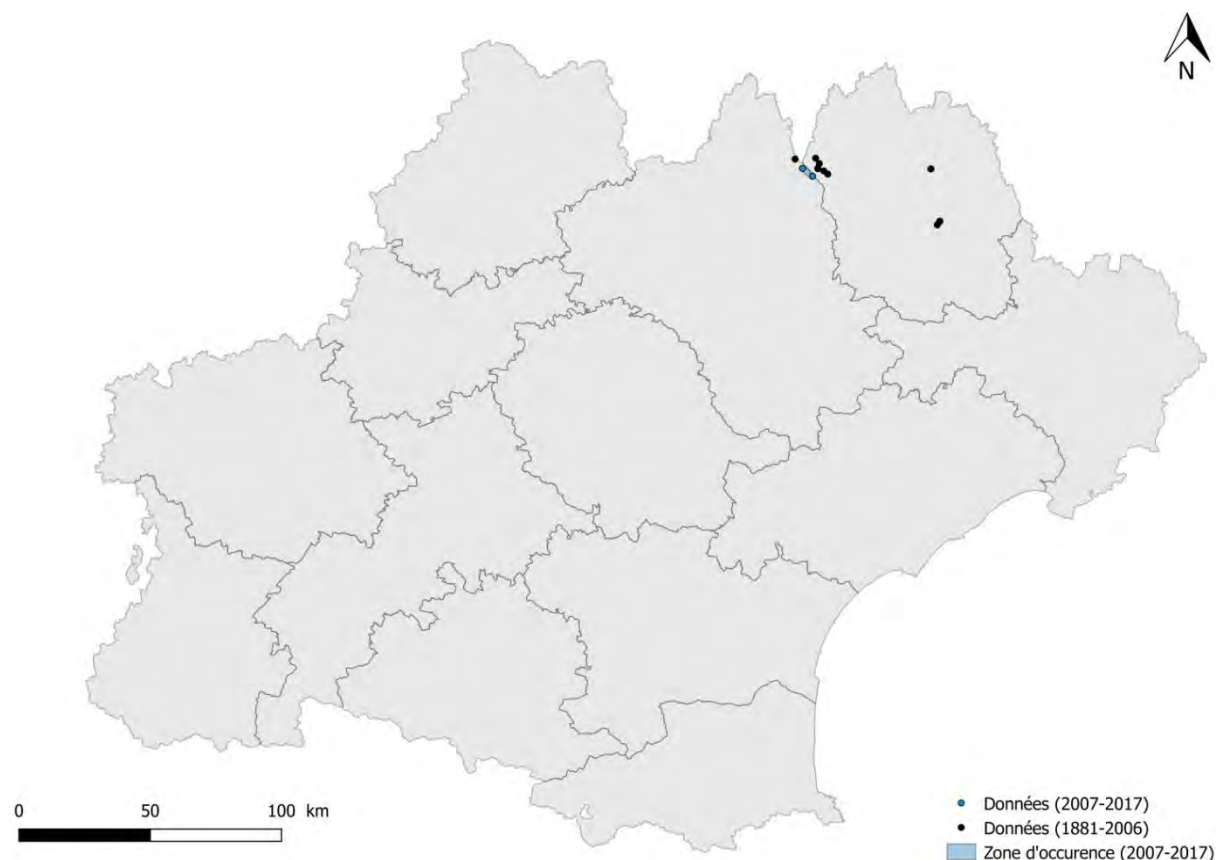 N
0 50 100 km
Données (2007-2017)
Données (1881-2006)
Zone d'occurence (2007-2017)